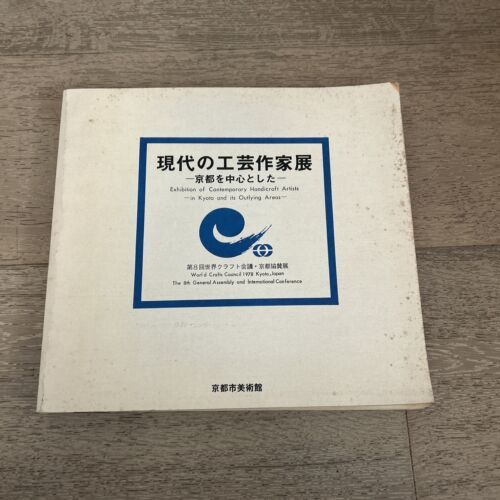 現代の工芸作家展
―京都を中心とした―
Exhibition of Contemporary Handicraft Artists
―in Kyoto and its Outlying Areas―
第8回世界クラフト会議・京都協賛展
World Crafts Council 1978 Kyoto, Japan
The 8th General Assembly and International Conference
京都市美術館